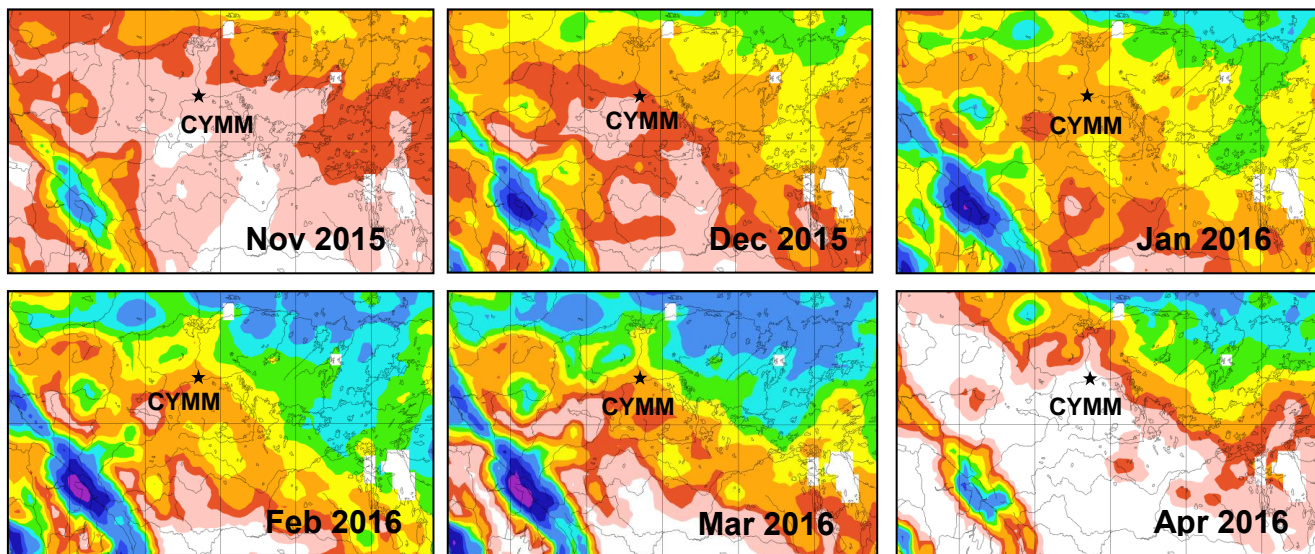 CYMM
Nov 2015
CYMM
Dec 2015
CYMM
Jan 2016
CYMM
Feb 2016
CYMM
Mar 2016
CYMM
Apr 2016